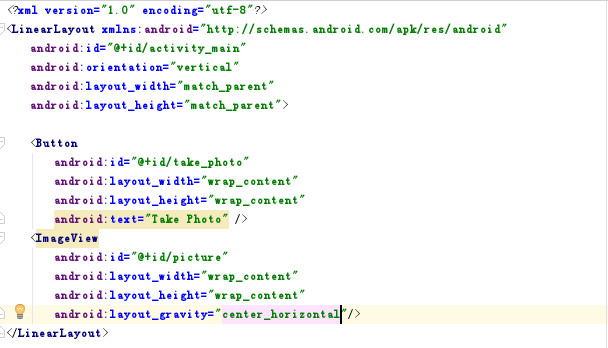 <?xml version="1.0" encoding="utf-8"?>
<LinearLayout xmlns:android="http://schemas.android.com/apk/res/android"
    android:id="@+id/activity_main"
    android:orientation="vertical"
    android:layout_width="match_parent"
    android:layout_height="match_parent">

    <Button
        android:id="@+id/take_photo"
        android:layout_width="wrap_content"
        android:layout_height="wrap_content"
        android:text="Take Photo" />
    <ImageView
        android:id="@+id/picture"
        android:layout_width="wrap_content"
        android:layout_height="wrap_content"
        android:layout_gravity="center_horizontal"/>
</LinearLayout>